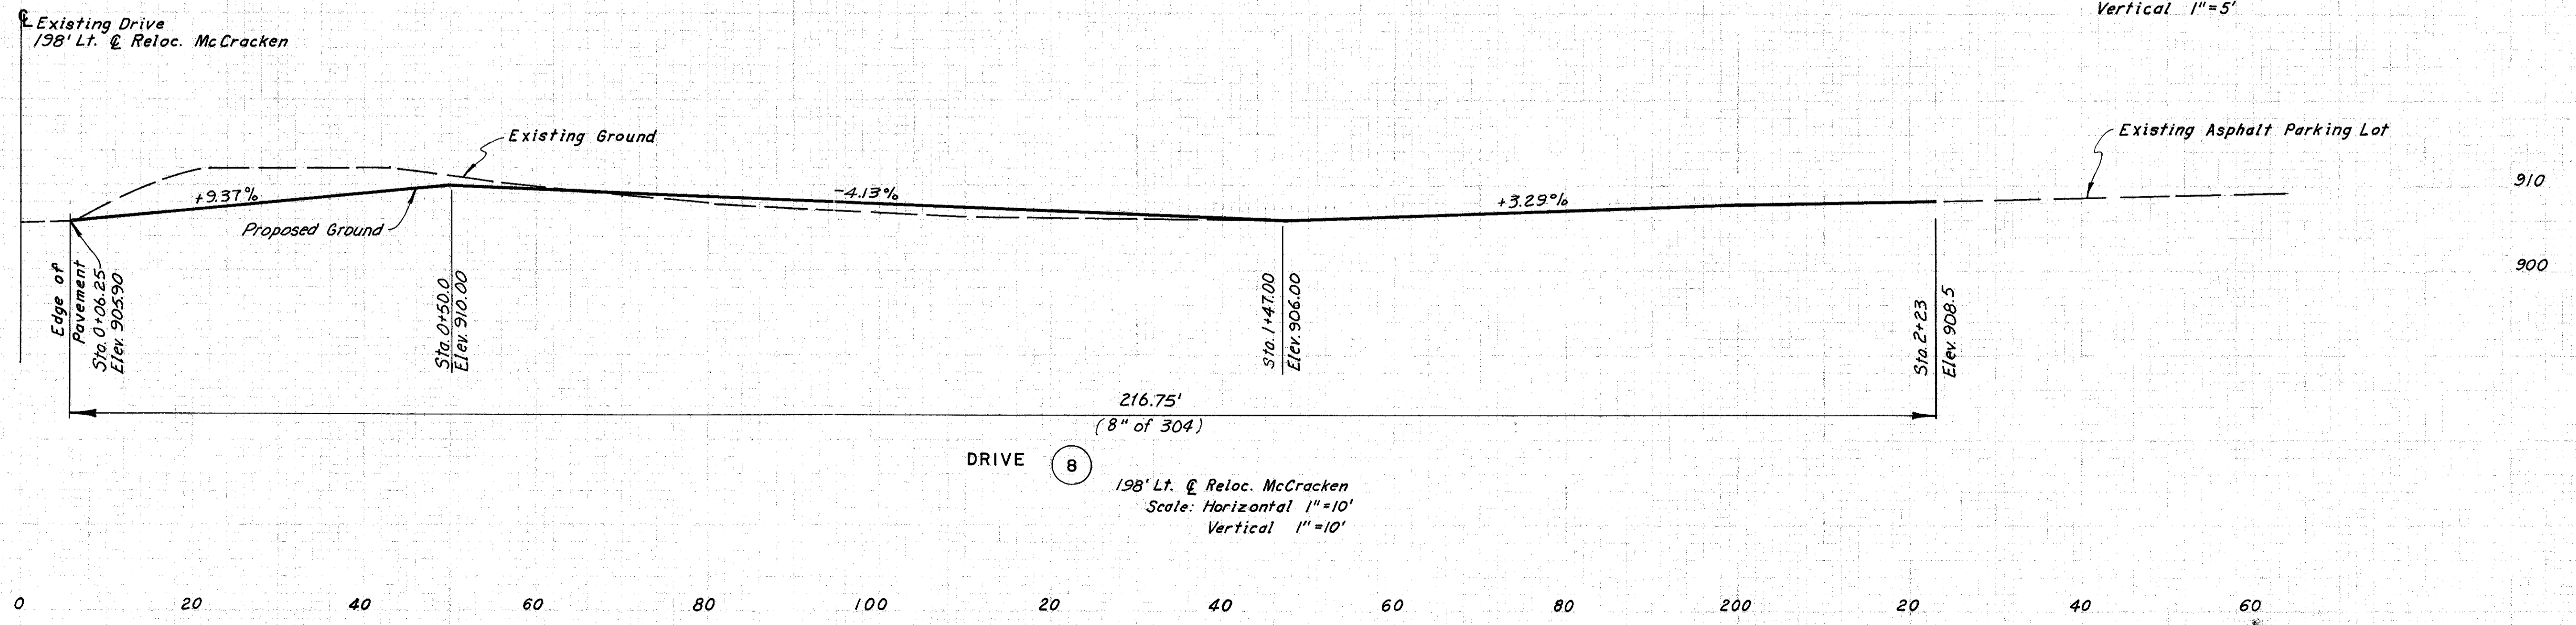 Vertical 1"=5'
℄ Existing Drive
198' Lt. ℄ Reloc. McCracken
Existing Ground
Existing Asphalt Parking Lot
910
+9.37%
-4.13%
+3.29%
Proposed Ground
900
Edge of
Pavement
Sta. 0+06.25
Elev. 905.90
Sta. 0+50.0
Elev. 910.00
Sta. 1+47.00
Elev. 906.00
Sta. 2+23
Elev. 908.5
216.75'
(8" of 304)
DRIVE 8
198' Lt. ℄ Reloc. McCracken
Scale: Horizontal 1"=10'
Vertical 1"=10'
0 20 40 60 80 100 20 40 60 80 200 20 40 60